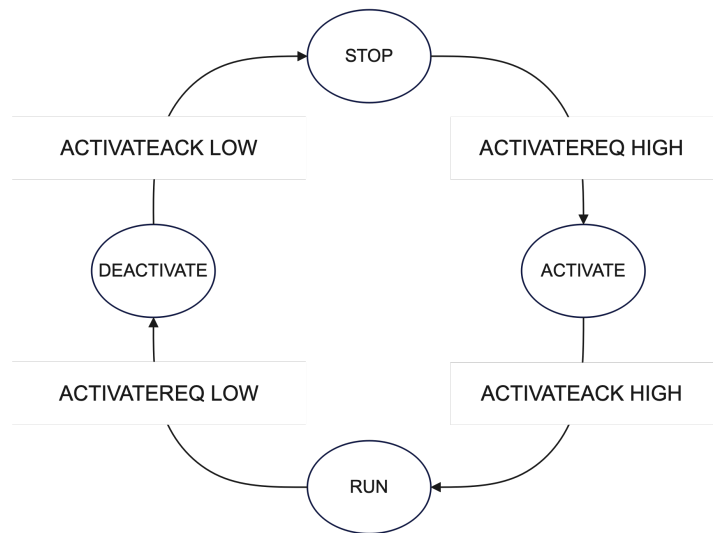 STOP
ACTIVATEACK LOW
ACTIVATEREQ HIGH
DEACTIVATE
ACTIVATE
ACTIVATEREQ LOW
ACTIVATEACK HIGH
RUN